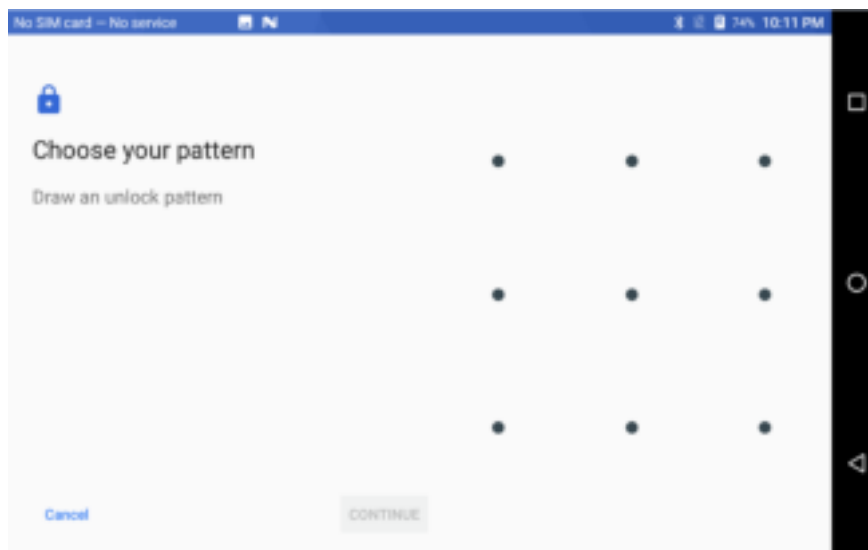 No SIM card — No service
74% 10:11 PM
Choose your pattern
Draw an unlock pattern
Cancel
CONTINUE